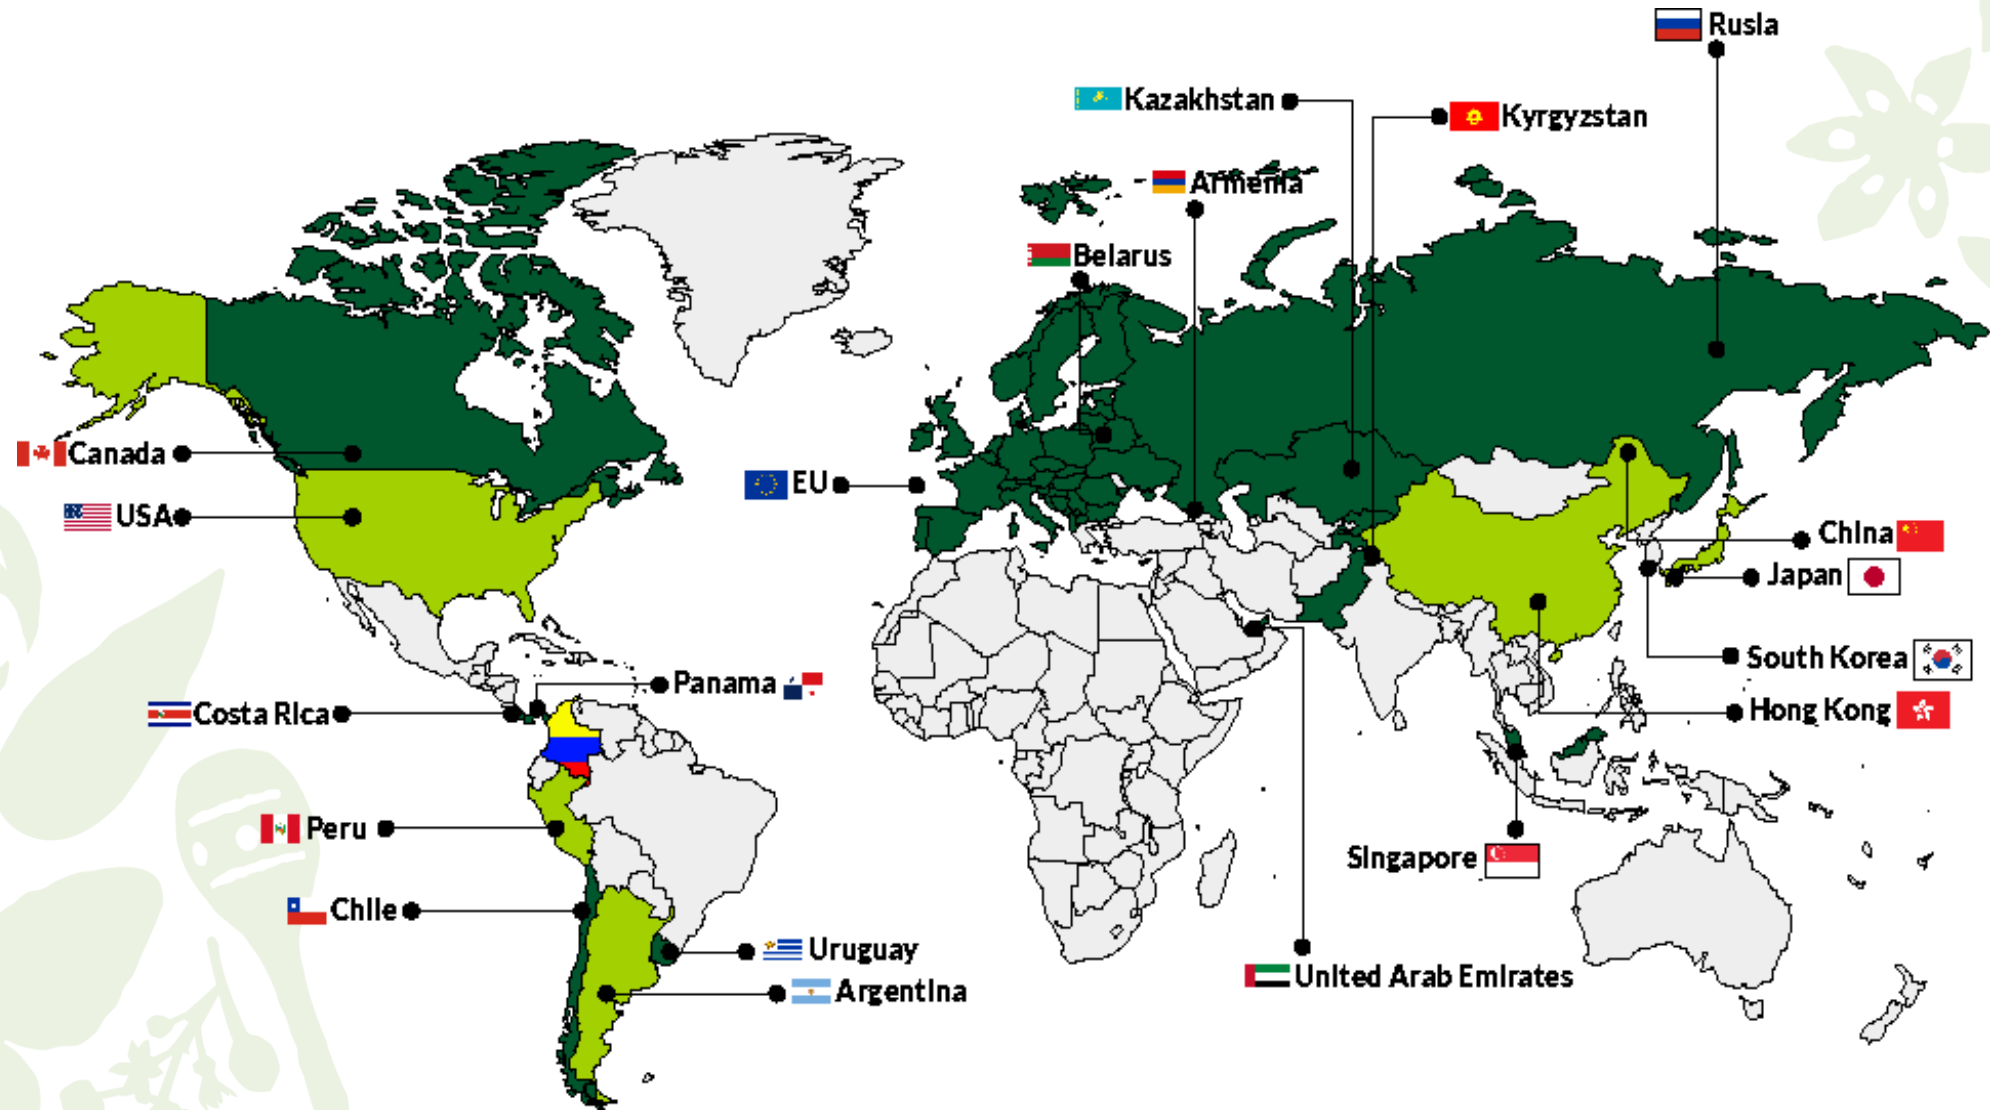 Rusia
Kazakhstan
Kyrgyzstan
Armenia
Belarus
Canada
EU
USA
China
Japan
South Korea
Panama
Costa Rica
Hong Kong
Peru
Singapore
Chile
Uruguay
United Arab Emirates
Argentina